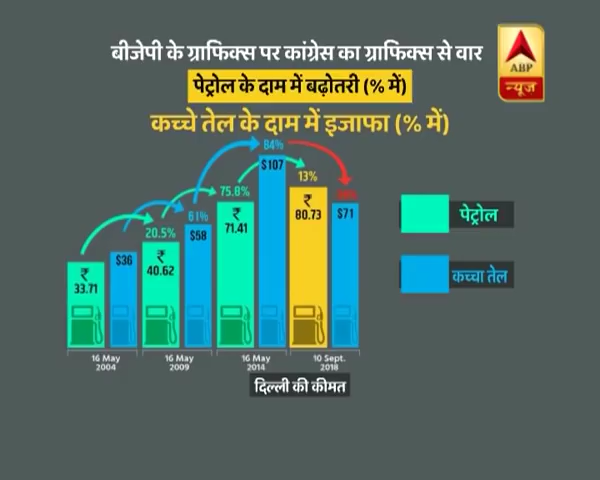 बीजेपी के ग्राफिक्स पर कांग्रेस का ग्राफिक्स से वार
ABP
न्यूज़
पेट्रोल के दाम में बढ़ोतरी (% में)
कच्चे तेल के दाम में इजाफा (% में)
84%
$107
13%
75.8%
61%
20.5%
₹
33.71
$36
₹
40.62
$58
₹
71.41
₹
80.73
$71
पेट्रोल
कच्चा तेल
16 May
2004
16 May
2009
16 May
2014
10 Sept.
2018
दिल्ली की कीमत